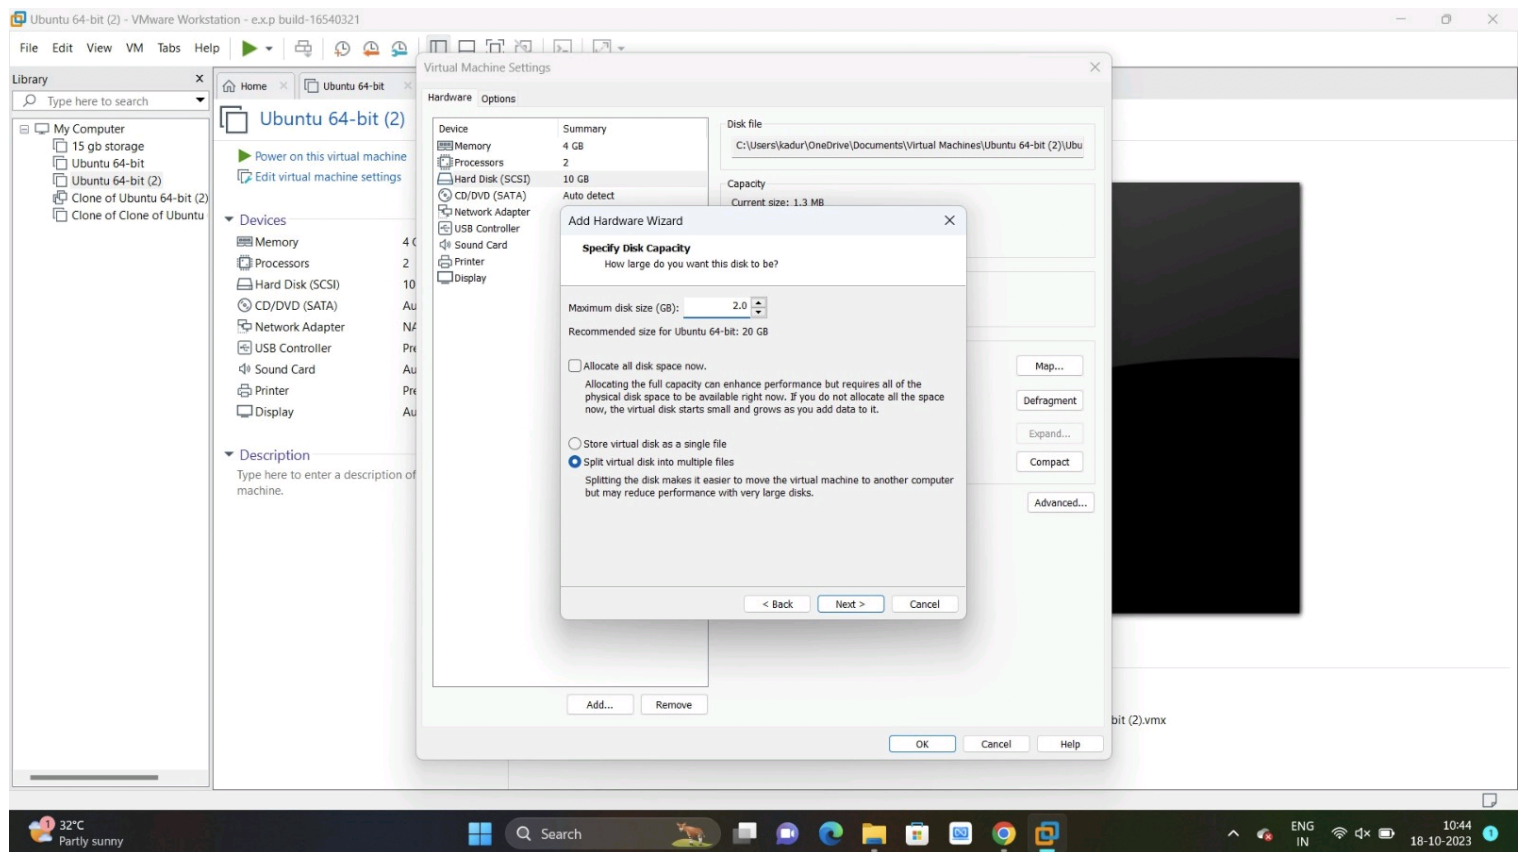 Ubuntu 64-bit (2) - VMware Workstation - e.x.p build-16540321
File Edit View VM Tabs Help
Library
Type here to search
My Computer
15 gb storage
Ubuntu 64-bit
Ubuntu 64-bit (2)
Clone of Ubuntu 64-bit (2)
Clone of Clone of Ubuntu
Home
Ubuntu 64-bit
Ubuntu 64-bit (2)
Power on this virtual machine
Edit virtual machine settings
Devices
Memory 4 G
Processors 2
Hard Disk (SCSI) 10
CD/DVD (SATA) Au
Network Adapter NA
USB Controller Pre
Sound Card Au
Printer Pre
Display Au
Description
Type here to enter a description of
machine.
Virtual Machine Settings
Hardware Options
Device Summary
Memory 4 GB
Processors 2
Hard Disk (SCSI) 10 GB
CD/DVD (SATA) Auto detect
Network Adapter
USB Controller
Sound Card
Printer
Display
Add... Remove
Disk file
C:\Users\kadur\OneDrive\Documents\Virtual Machines\Ubuntu 64-bit (2)\Ubu
Capacity
Current size: 1.3 MB
Map...
Defragment
Expand...
Compact
Advanced...
OK Cancel Help
Add Hardware Wizard
Specify Disk Capacity
How large do you want this disk to be?
Maximum disk size (GB): 2.0
Recommended size for Ubuntu 64-bit: 20 GB
Allocate all disk space now.
Allocating the full capacity can enhance performance but requires all of the
physical disk space to be available right now. If you do not allocate all the space
now, the virtual disk starts small and grows as you add data to it.
Store virtual disk as a single file
Split virtual disk into multiple files
Splitting the disk makes it easier to move the virtual machine to another computer
but may reduce performance with very large disks.
< Back Next > Cancel
bit (2).vmx
1
32°C
Partly sunny
Search
ENG
IN
10:44
18-10-2023
1